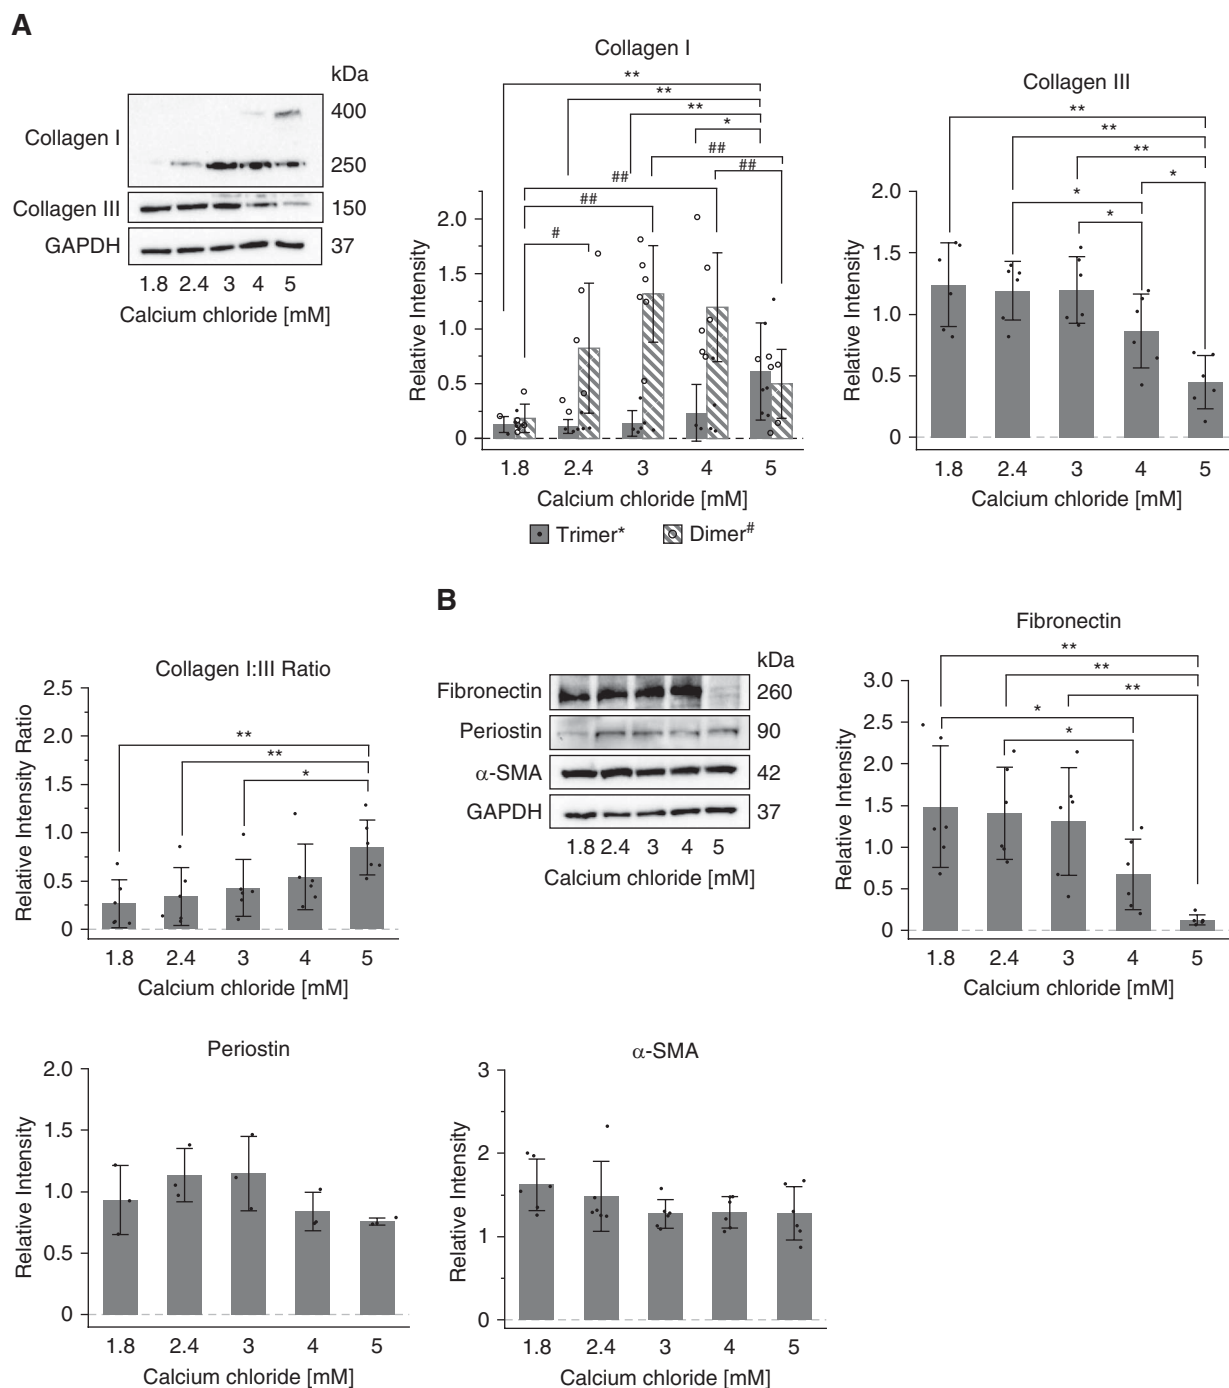 A
kDa
Collagen I
400
250
Collagen III
150
GAPDH
37
1.8 2.4 3 4 5
Calcium chloride [mM]
Collagen I
**
**
**
*
##
##
##
##
#
Relative Intensity
2.0
1.5
1.0
0.5
0
1.8 2.4 3 4 5
Calcium chloride [mM]
Trimer* Dimer#
Collagen III
**
**
**
*
*
*
Relative Intensity
2.0
1.5
1.0
0.5
0
1.8 2.4 3 4 5
Calcium chloride [mM]
Collagen I:III Ratio
**
**
*
Relative Intensity Ratio
2.5
2.0
1.5
1.0
0.5
0
1.8 2.4 3 4 5
Calcium chloride [mM]
B
kDa
Fibronectin
260
Periostin
90
α-SMA
42
GAPDH
37
1.8 2.4 3 4 5
Calcium chloride [mM]
Fibronectin
**
**
**
*
*
Relative Intensity
3.0
2.5
2.0
1.5
1.0
0.5
0
1.8 2.4 3 4 5
Calcium chloride [mM]
Periostin
Relative Intensity
2.0
1.5
1.0
0.5
0
1.8 2.4 3 4 5
Calcium chloride [mM]
α-SMA
Relative Intensity
3
2
1
0
1.8 2.4 3 4 5
Calcium chloride [mM]